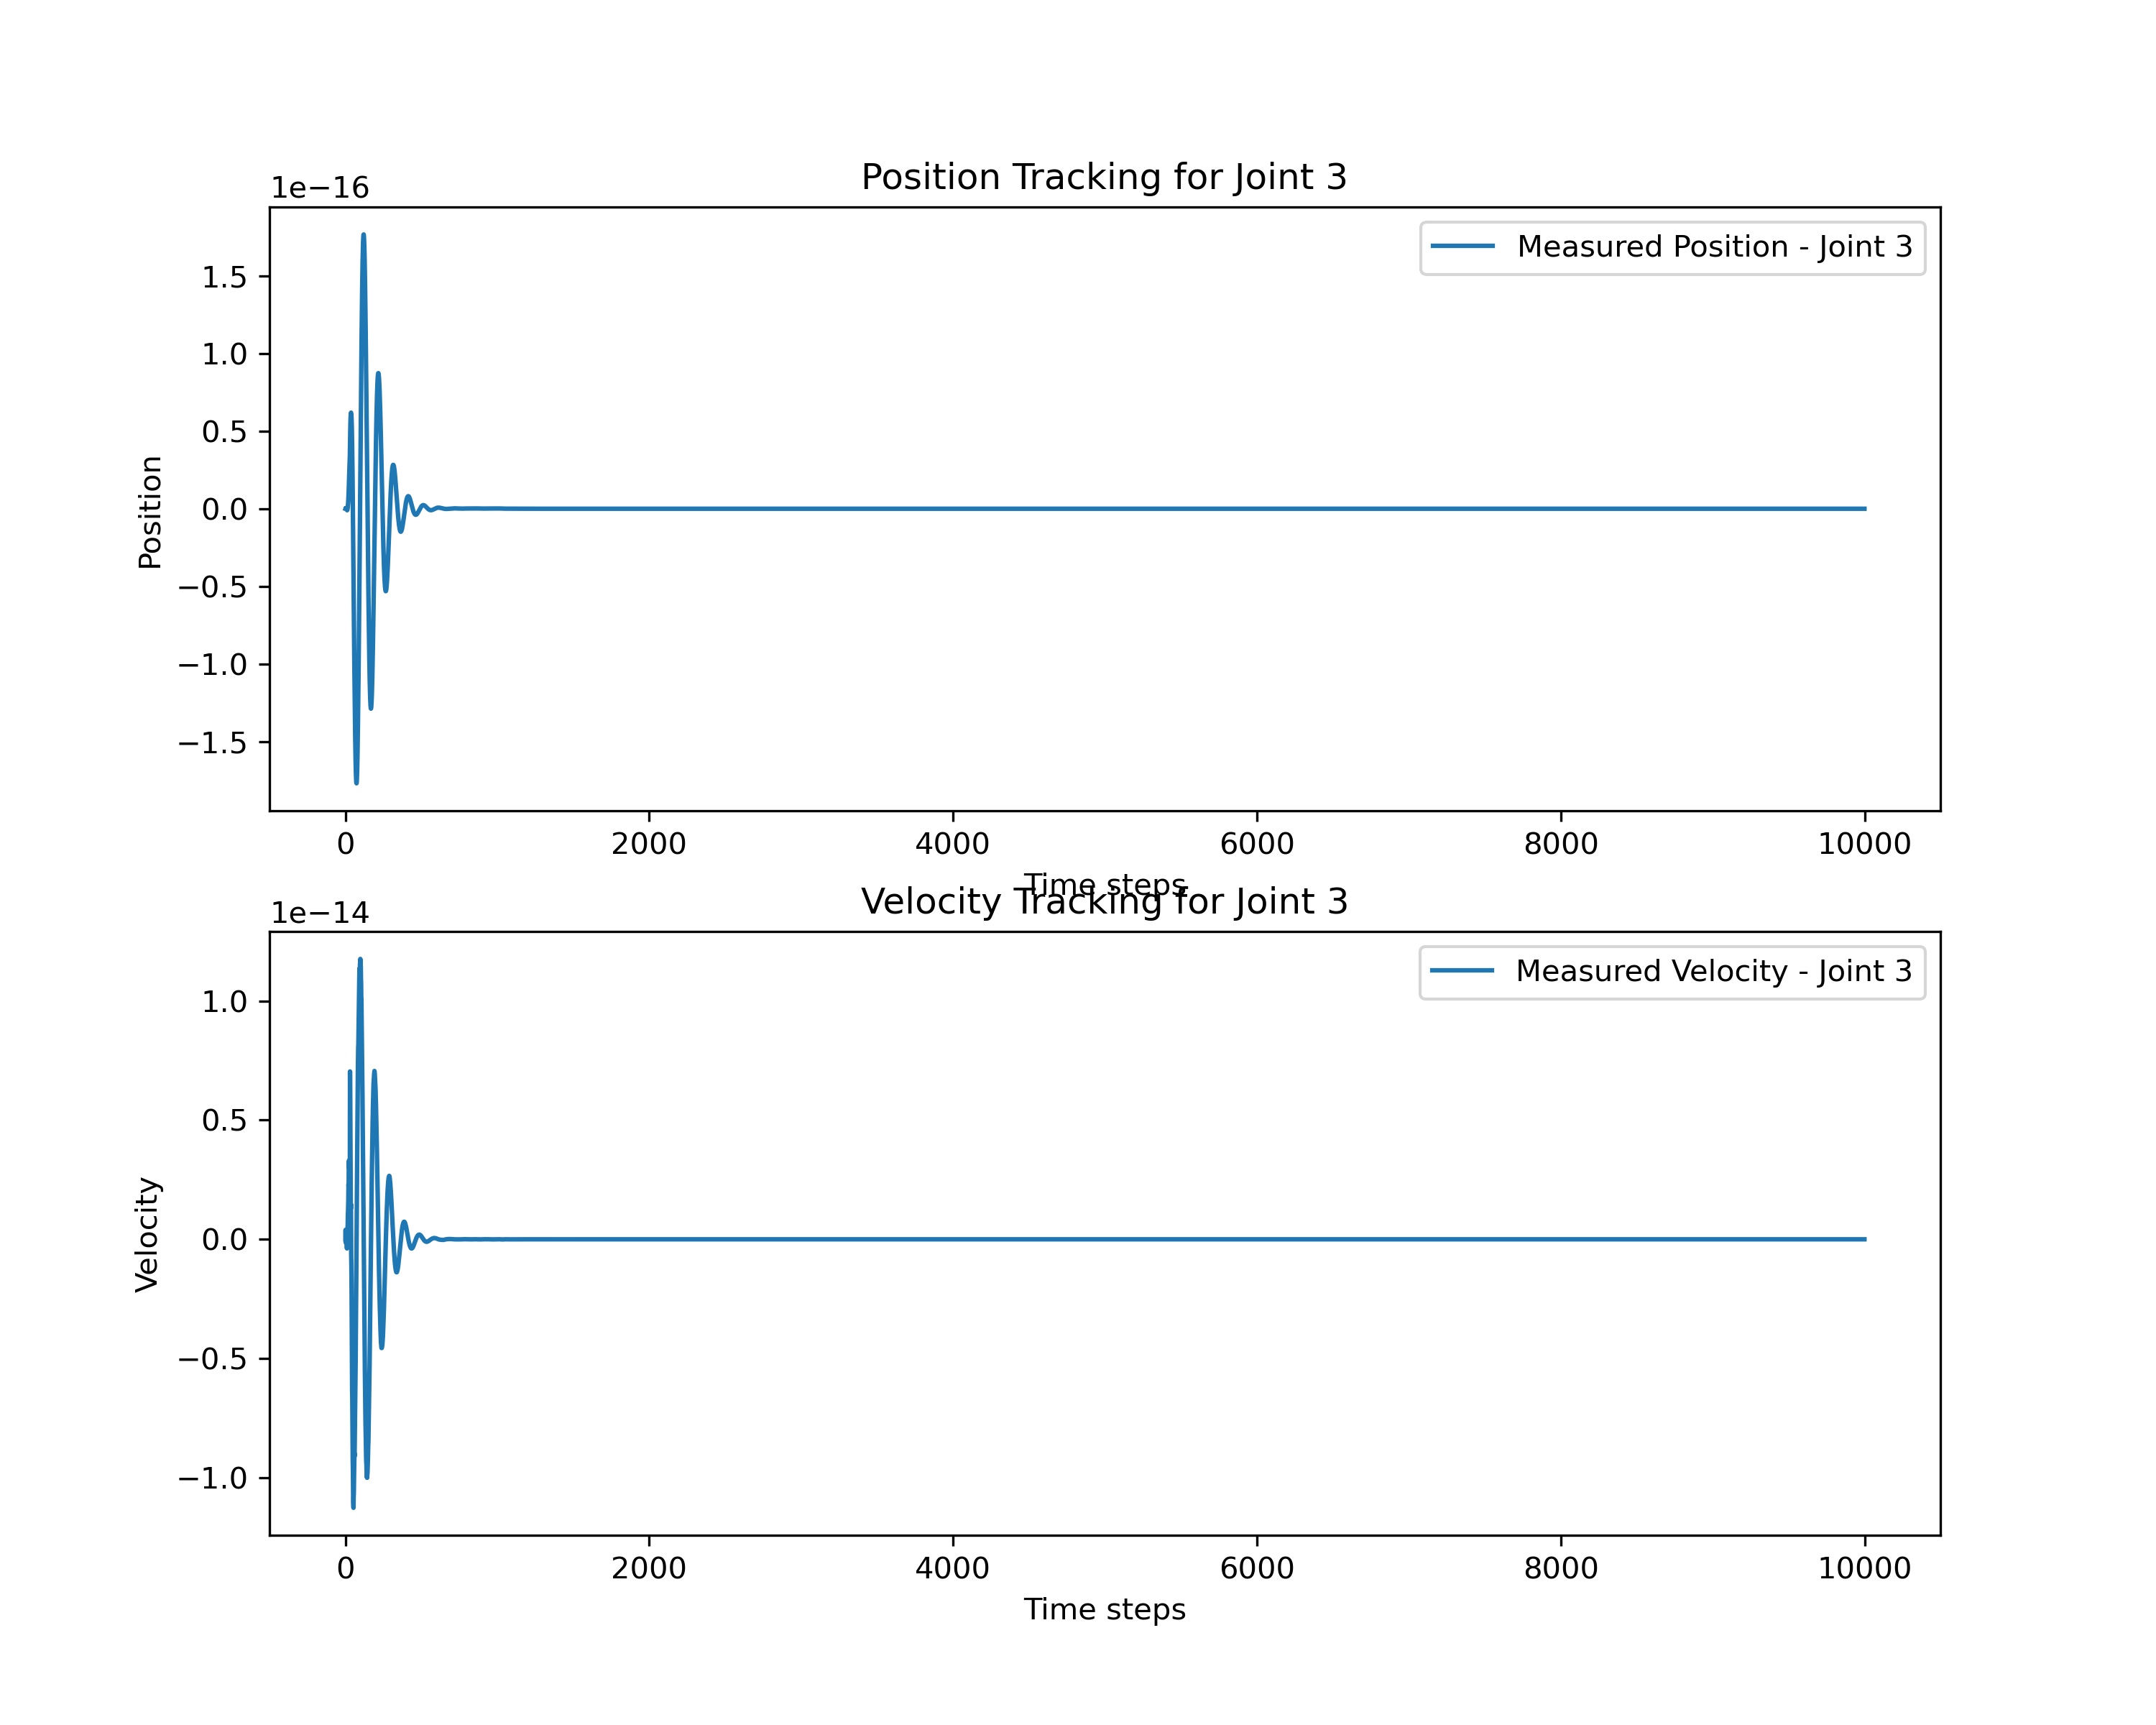 Position Tracking for Joint 3
1e−16
Measured Position - Joint 3
1.5
1.0
0.5
0.0
−0.5
−1.0
−1.5
Position
0 2000 4000 6000 8000 10000
Time steps
Velocity Tracking for Joint 3
1e−14
Measured Velocity - Joint 3
1.0
0.5
0.0
−0.5
−1.0
Velocity
0 2000 4000 6000 8000 10000
Time steps